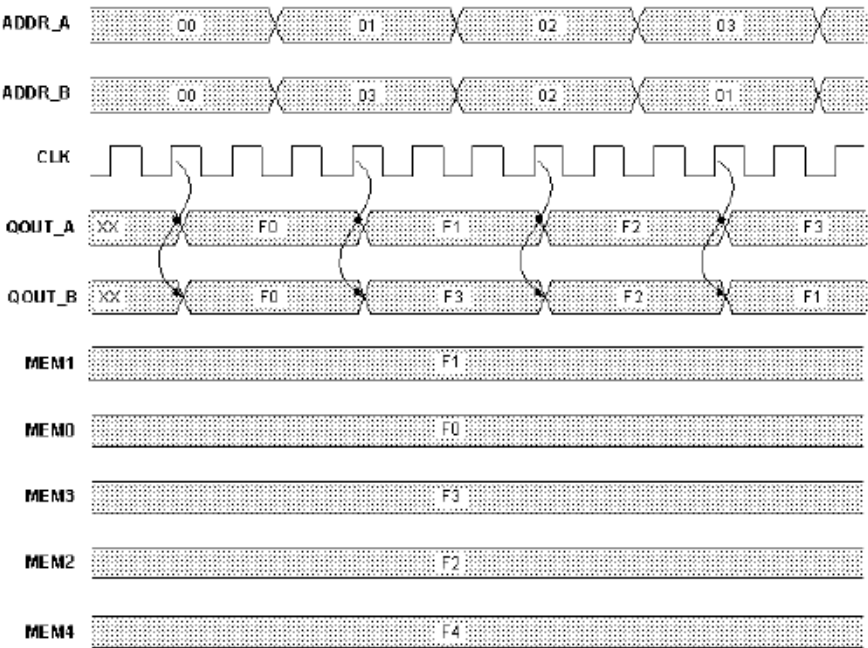 ADDR_A 00 01 02 03
ADDR_B 00 03 02 01
CLK
QOUT_A XX F0 F1 F2 F3
QOUT_B XX F0 F3 F2 F1
MEM1 F1
MEM0 F0
MEM3 F3
MEM2 F2
MEM4 F4